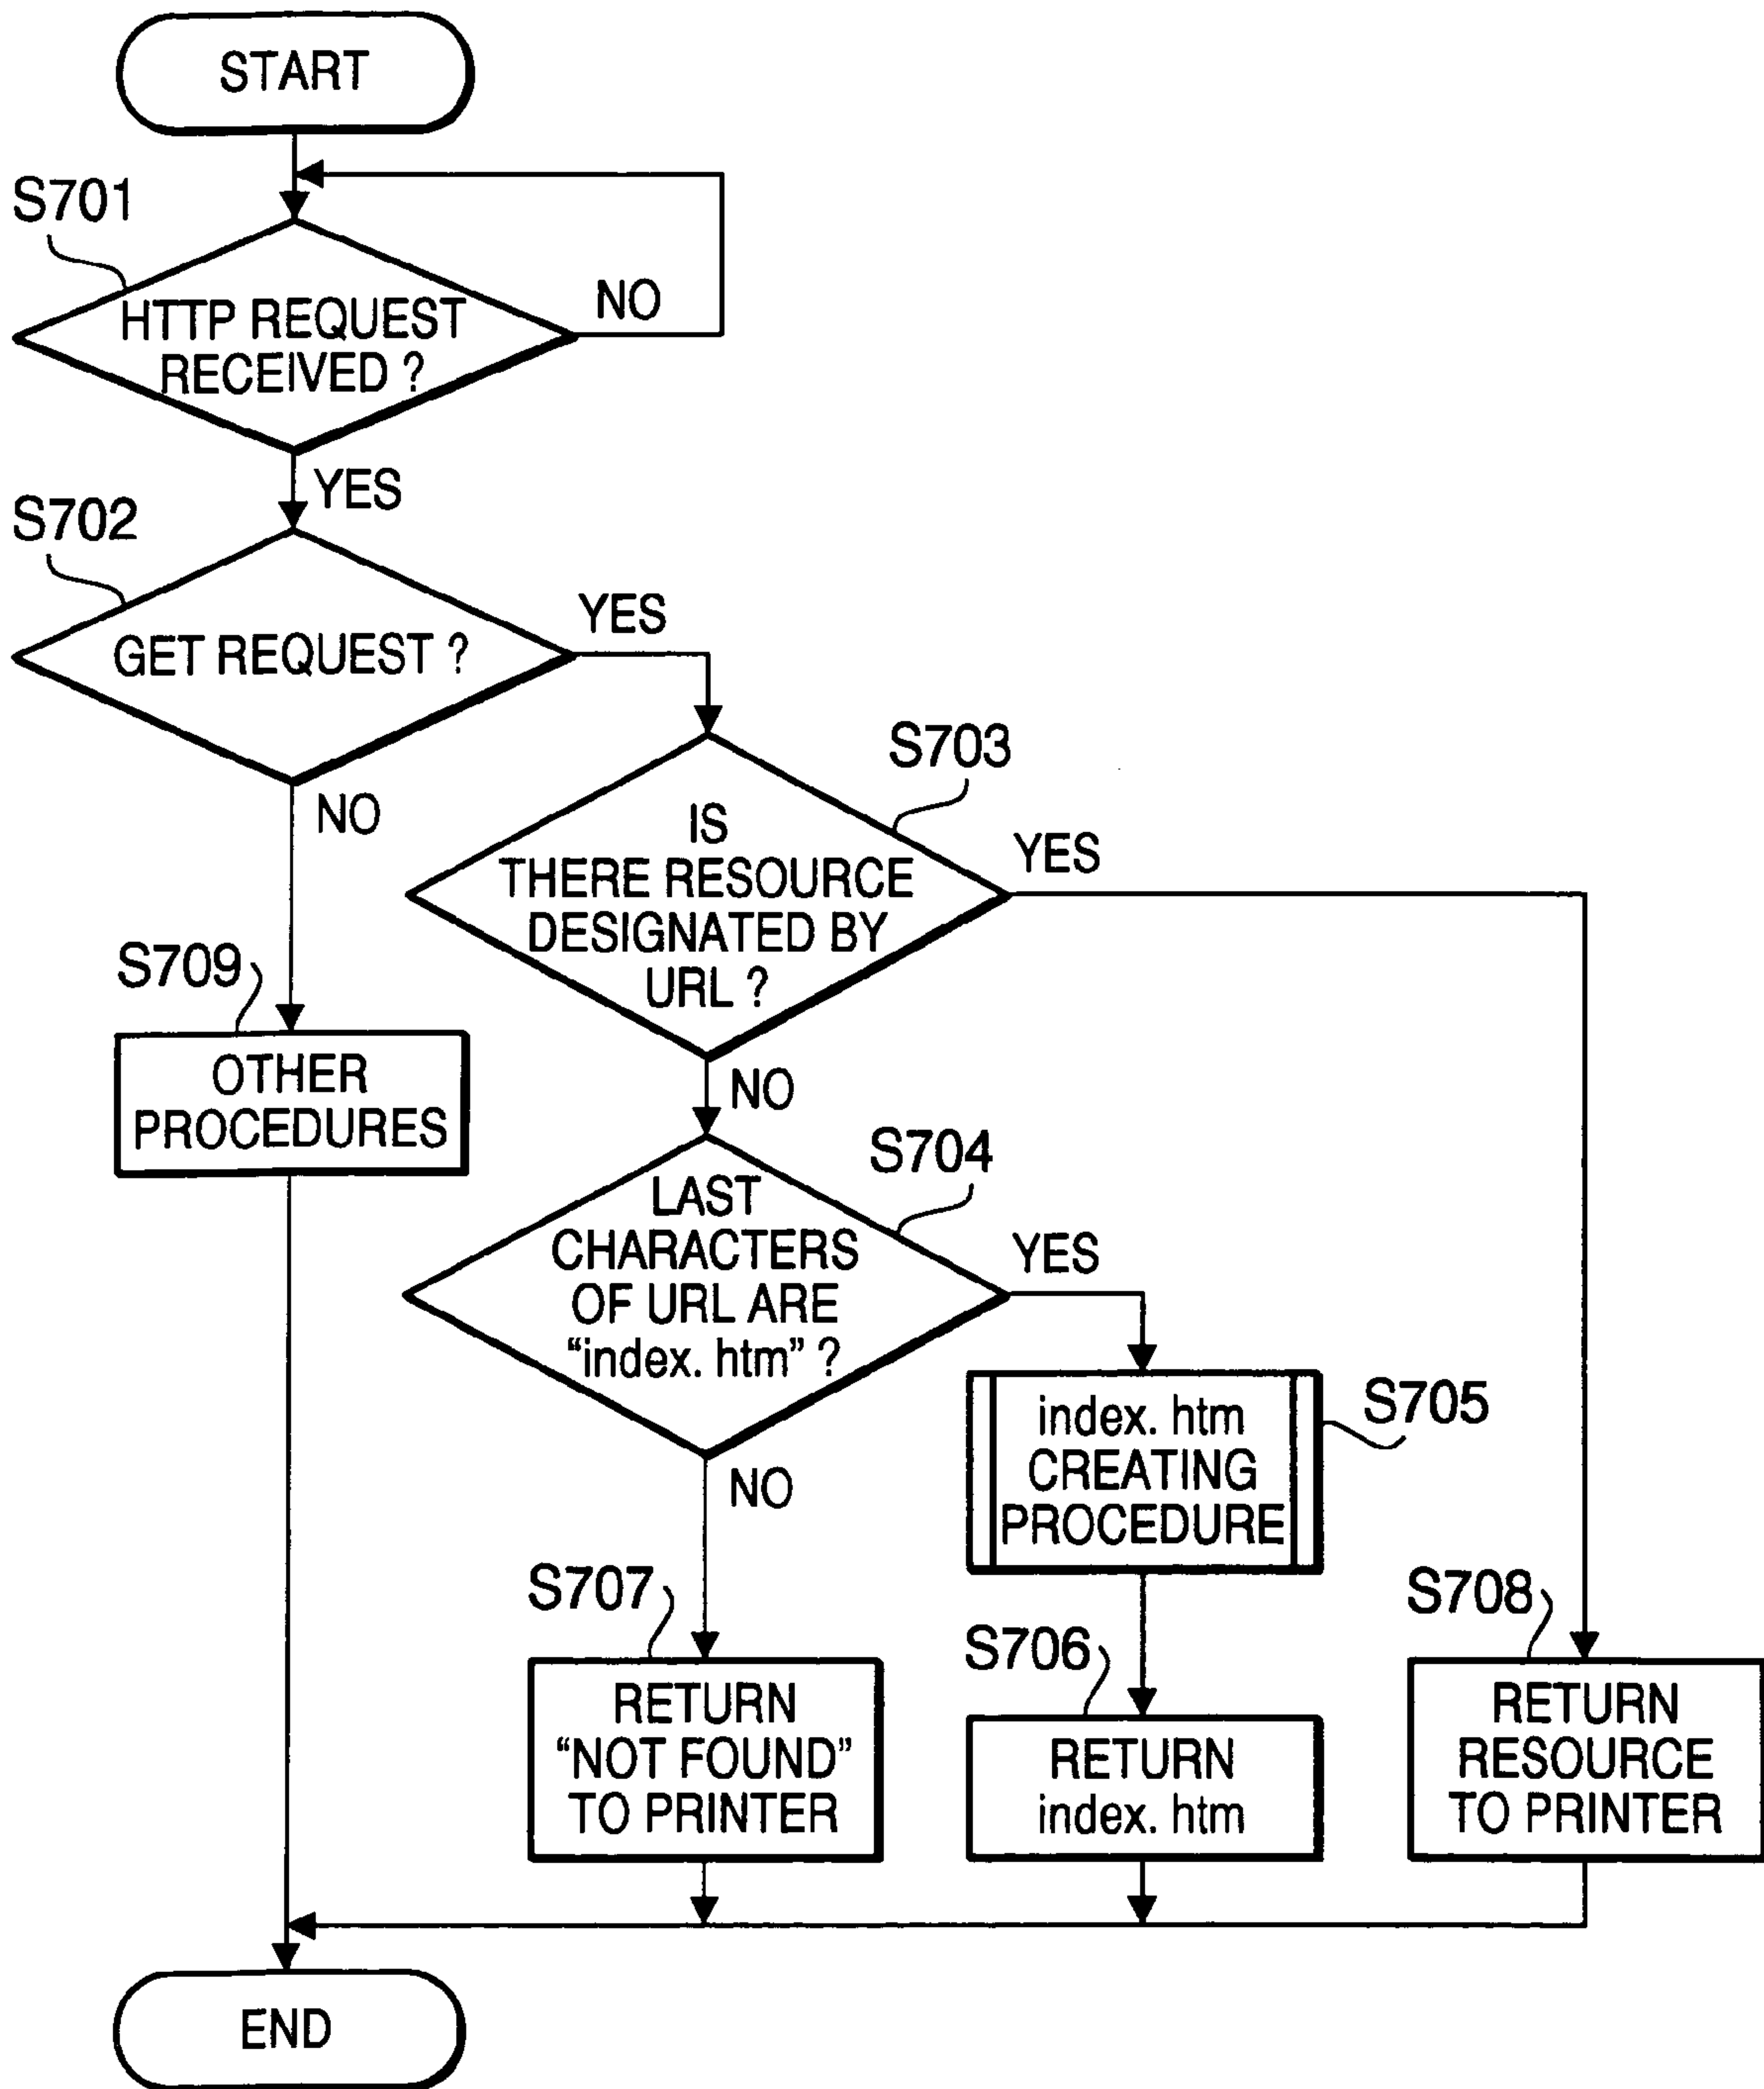 START
S701
HTTP REQUEST
RECEIVED ?
NO
YES
S702
GET REQUEST ?
YES
NO
S703
IS
THERE RESOURCE
DESIGNATED BY
URL ?
YES
NO
S709
OTHER
PROCEDURES
S704
LAST
CHARACTERS
OF URL ARE
“index. htm” ?
YES
NO
index. htm
CREATING
PROCEDURE
S705
S707
RETURN
“NOT FOUND”
TO PRINTER
S706
RETURN
index. htm
S708
RETURN
RESOURCE
TO PRINTER
END